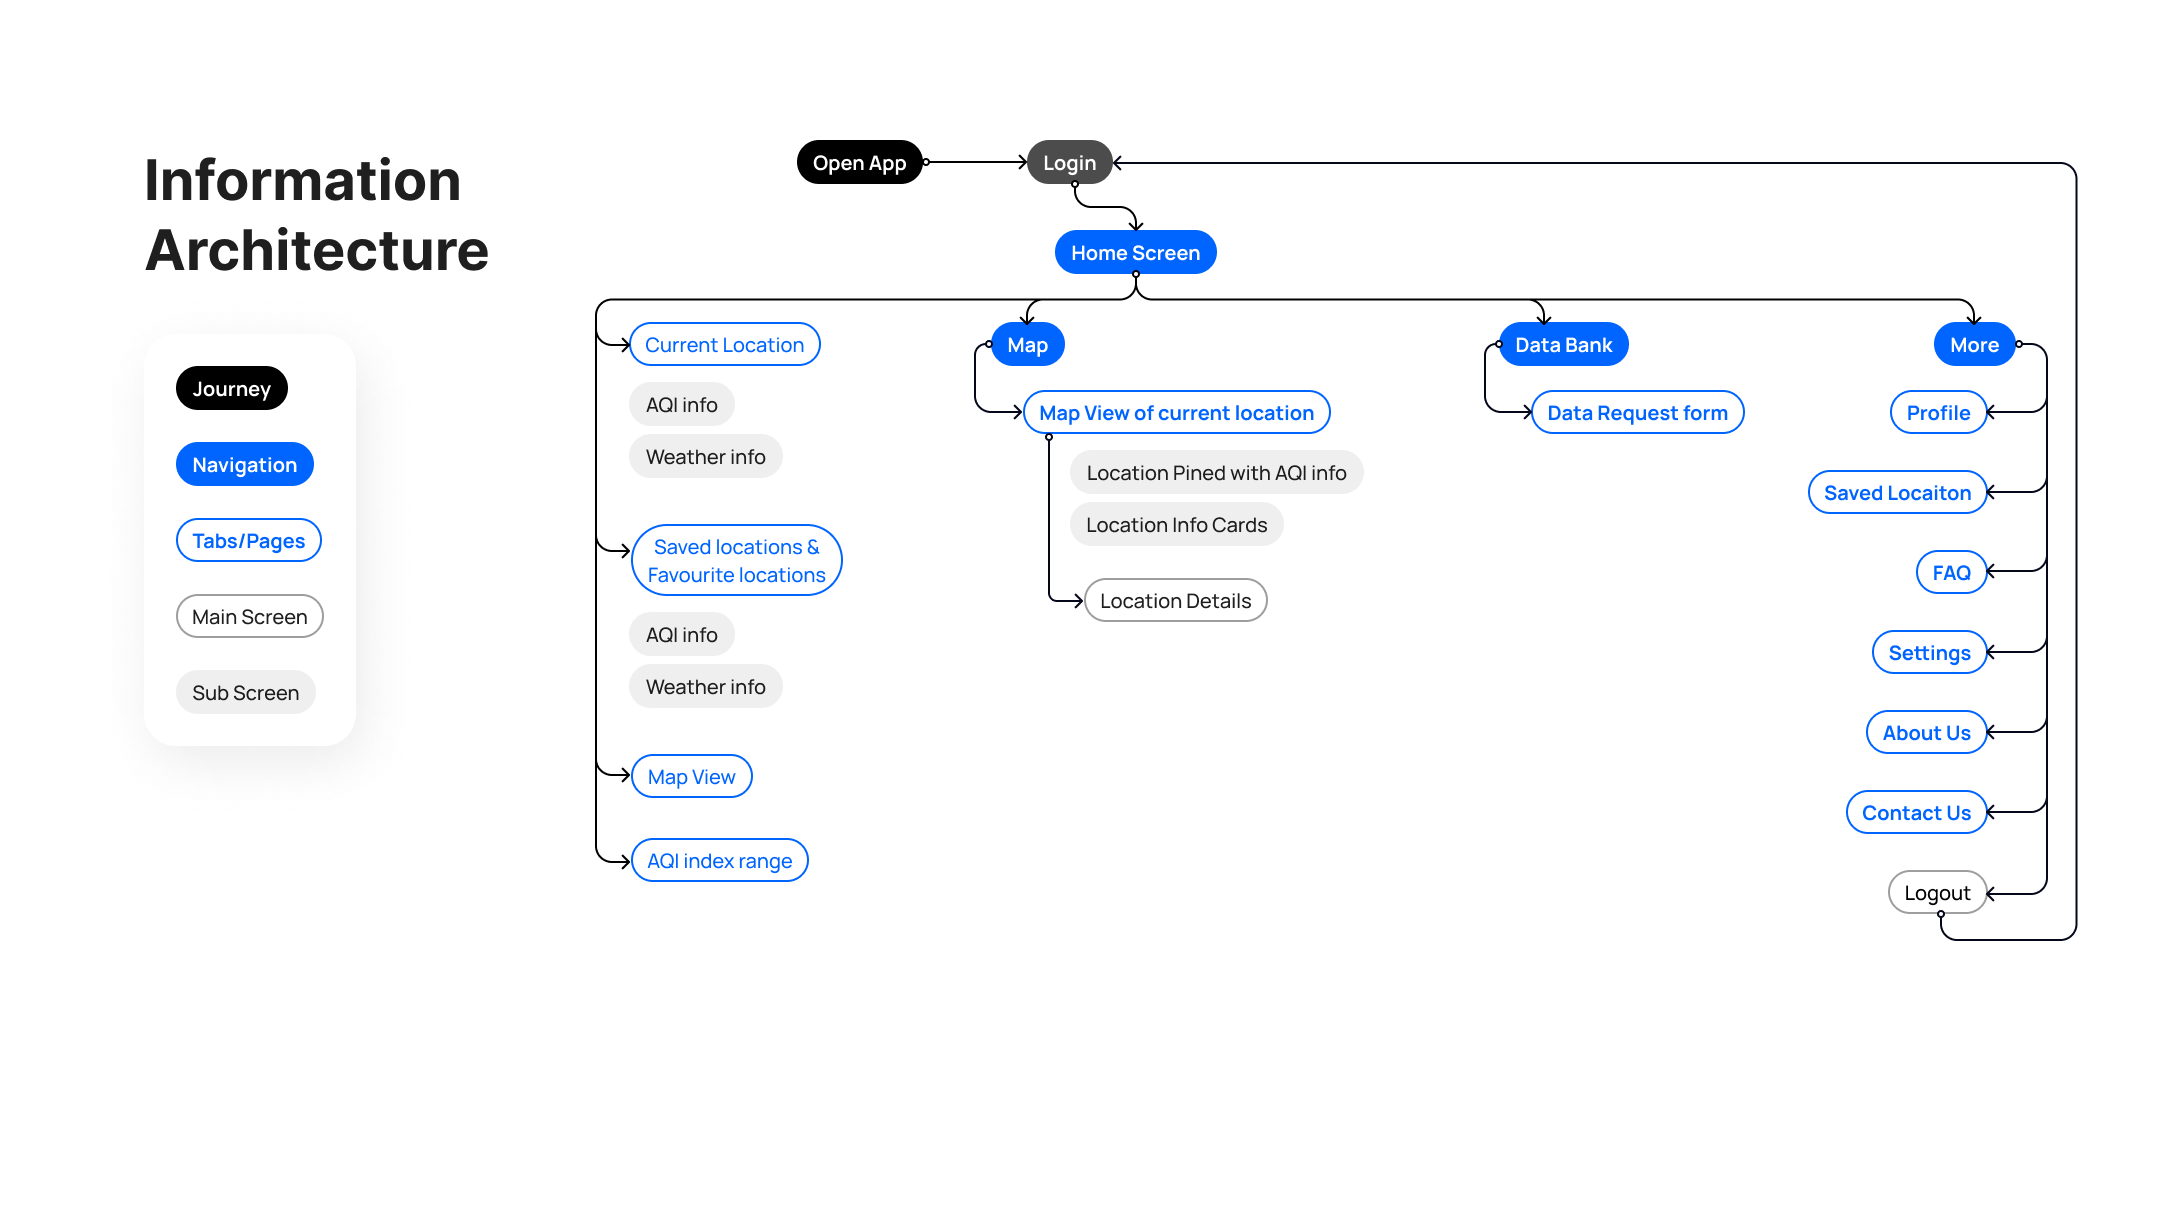 Information
Architecture
Journey
Navigation
Tabs/Pages
Main Screen
Sub Screen
Open App
Login
Home Screen
Current Location
AQI info
Weather info
Saved locations &
Favourite locations
AQI info
Weather info
Map View
AQI index range
Map
Map View of current location
Location Pined with AQI info
Location Info Cards
Location Details
Data Bank
Data Request form
More
Profile
Saved Locaiton
FAQ
Settings
About Us
Contact Us
Logout